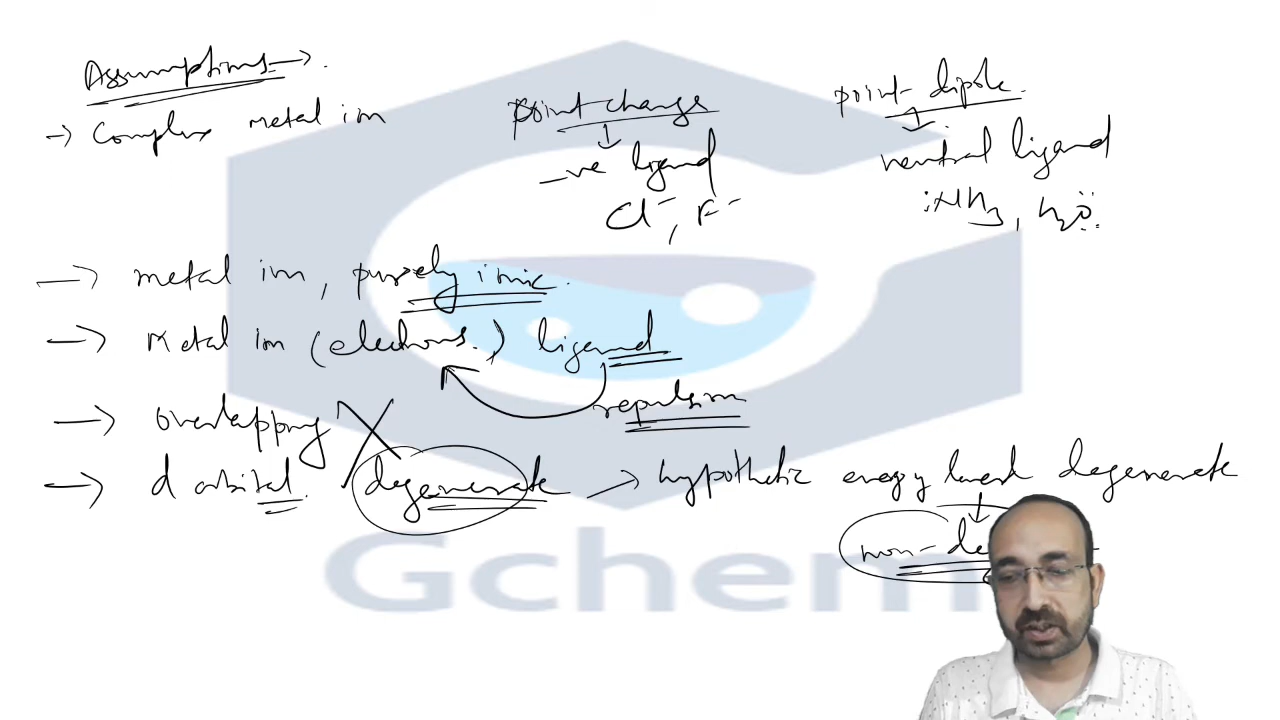 Assumptions →.
→ Complex metal ion
point charge
↓
-ve ligand
Cl⁻, F⁻
point-dipole
↓
neutral ligand
:NH₃, H₂O
→ metal ion, purely ionic.
→ Metal ion (electrons.) ligand
repulsion
→ overlapping ✗
→ d orbital degenerate → hypothetic energy level degenerate
↓
non-de
Gchem